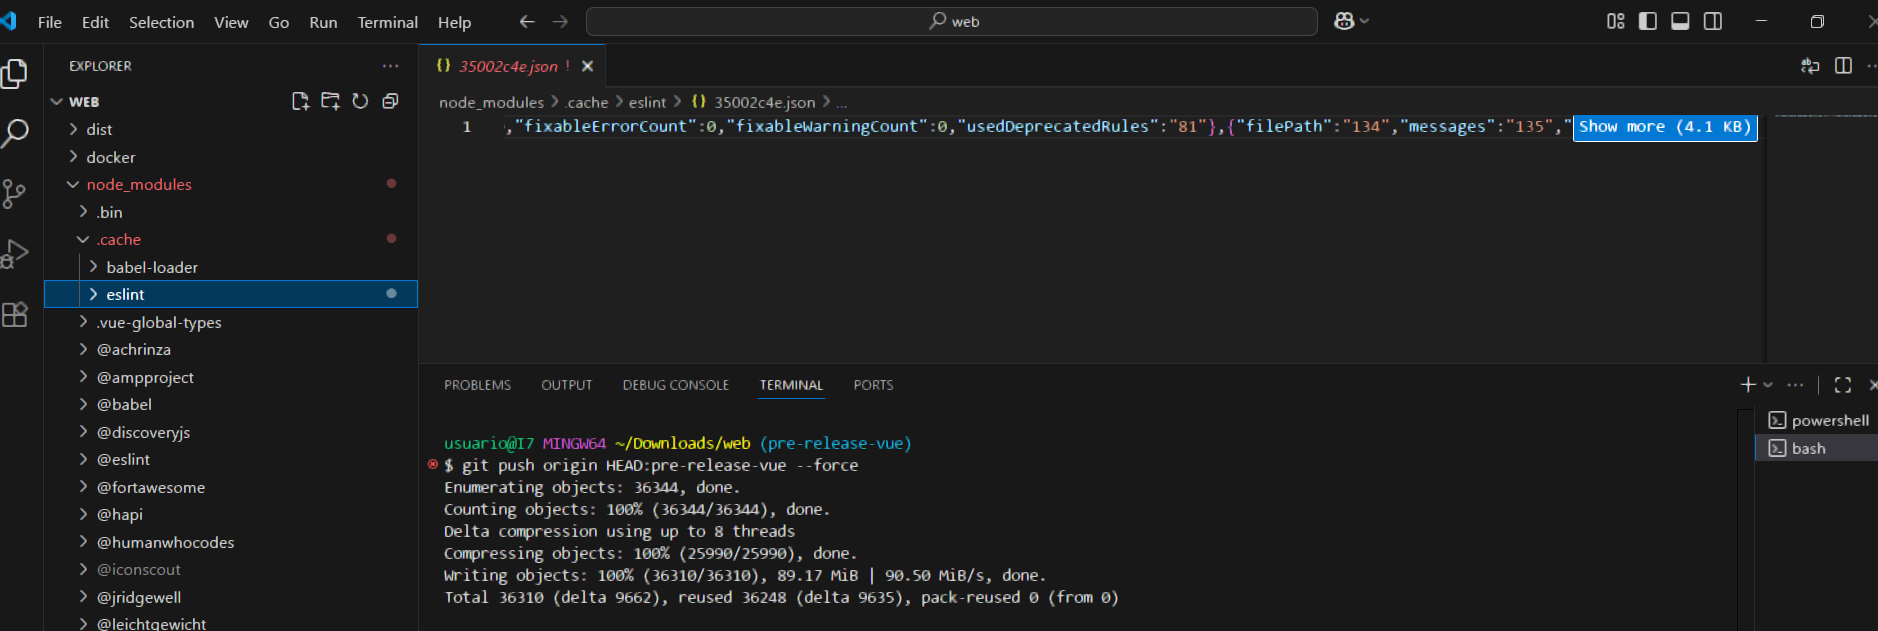 File Edit Selection View Go Run Terminal Help
web
EXPLORER
WEB
dist
docker
node_modules
.bin
.cache
babel-loader
eslint
.vue-global-types
@achrinza
@ampproject
@babel
@discoveryjs
@eslint
@fortawesome
@hapi
@humanwhocodes
@iconscout
@jridgewell
@leichtgewicht
{} 35002c4e.json !
node_modules > .cache > eslint > {} 35002c4e.json > ...
1 ,"fixableErrorCount":0,"fixableWarningCount":0,"usedDeprecatedRules":"81"},{"filePath":"134","messages":"135","Show more (4.1 KB)
PROBLEMS OUTPUT DEBUG CONSOLE TERMINAL PORTS
usuario@I7 MINGW64 ~/Downloads/web (pre-release-vue)
$ git push origin HEAD:pre-release-vue --force
Enumerating objects: 36344, done.
Counting objects: 100% (36344/36344), done.
Delta compression using up to 8 threads
Compressing objects: 100% (25990/25990), done.
Writing objects: 100% (36310/36310), 89.17 MiB | 90.50 MiB/s, done.
Total 36310 (delta 9662), reused 36248 (delta 9635), pack-reused 0 (from 0)
powershell
bash